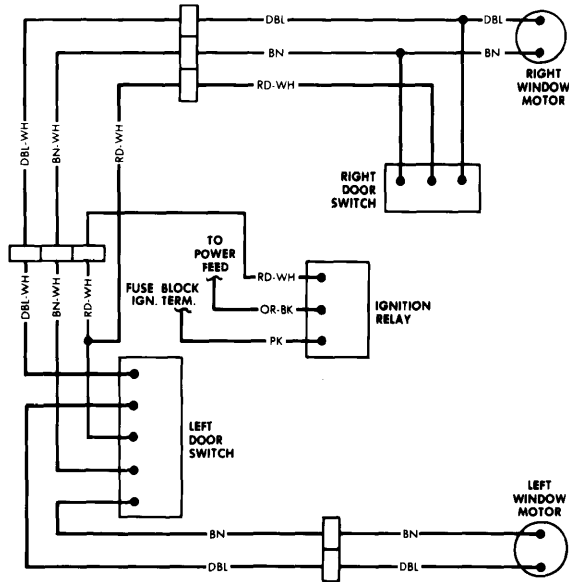 DBL
DBL
BN
BN
RIGHT
WINDOW
MOTOR
RD-WH
DBL-WH
BN-WH
RD-WH
RIGHT
DOOR
SWITCH
TO
POWER
FEED
RD-WH
FUSE BLOCK
IGN. TERM.
OR-BK
IGNITION
RELAY
PK
DBL-WH
BN-WH
RD-WH
LEFT
DOOR
SWITCH
LEFT
WINDOW
MOTOR
BN
BN
DBL
DBL